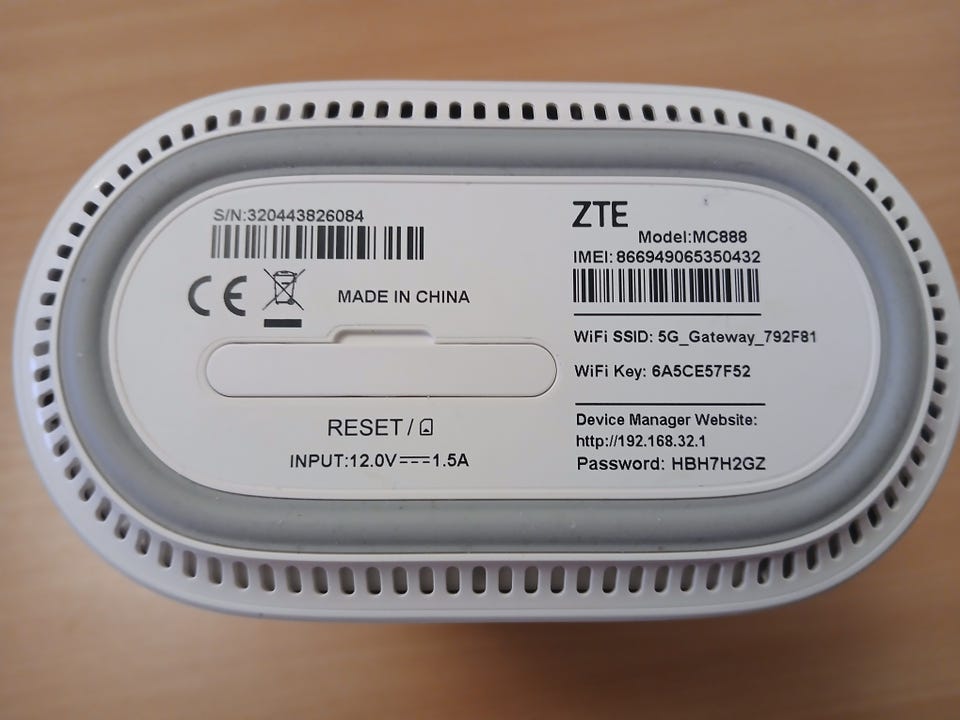 S/N:320443826084
MADE IN CHINA
RESET/
INPUT:12.0V⎓1.5A
ZTE
Model:MC888
IMEI: 866949065350432
WiFi SSID: 5G_Gateway_792F81
WiFi Key: 6A5CE57F52
Device Manager Website:
http://192.168.32.1
Password: HBH7H2GZ